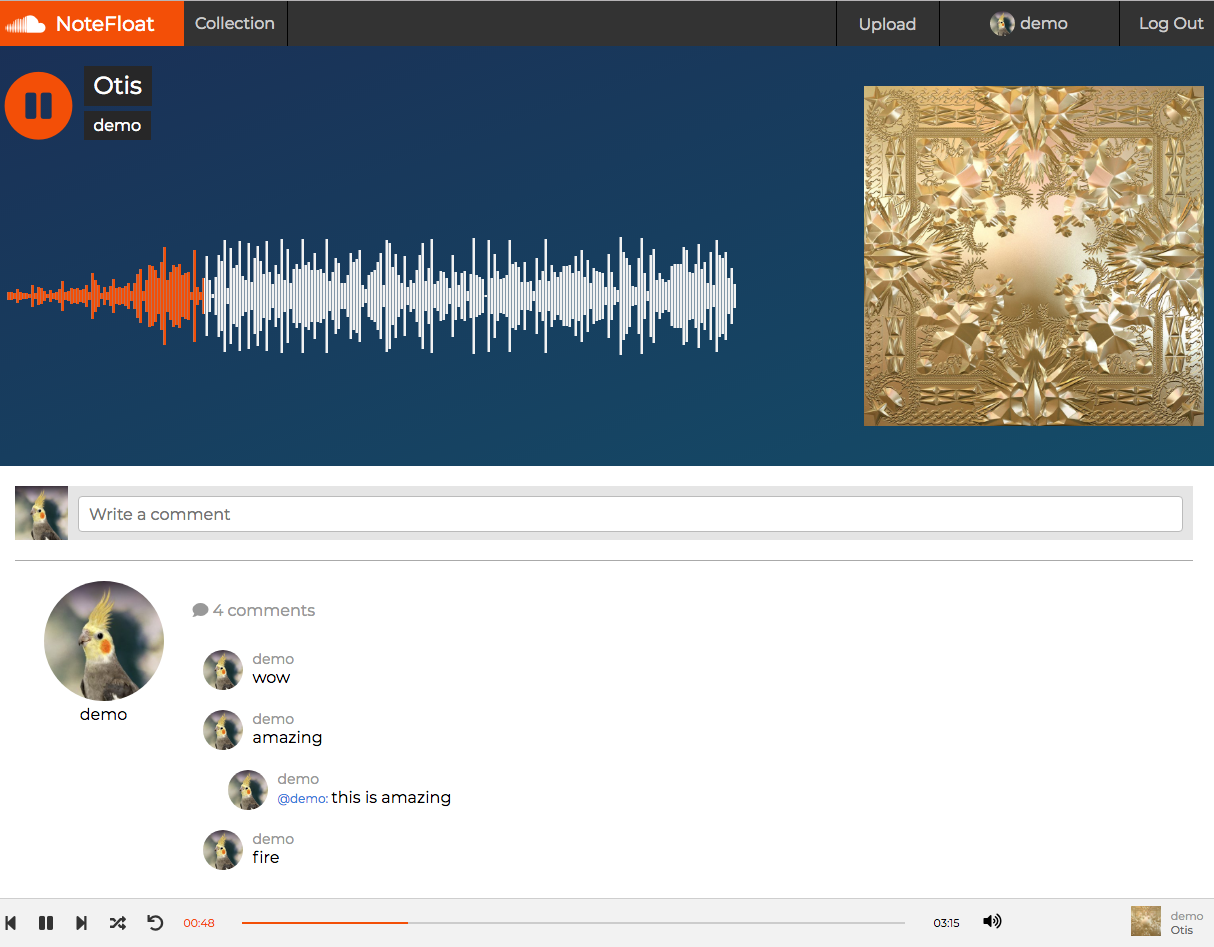 NoteFloat
Collection
Upload
demo
Log Out
Otis
demo
Write a comment
demo
4 comments
demo
wow
demo
amazing
demo
@demo: this is amazing
demo
fire
00:48
03:15
demo
Otis